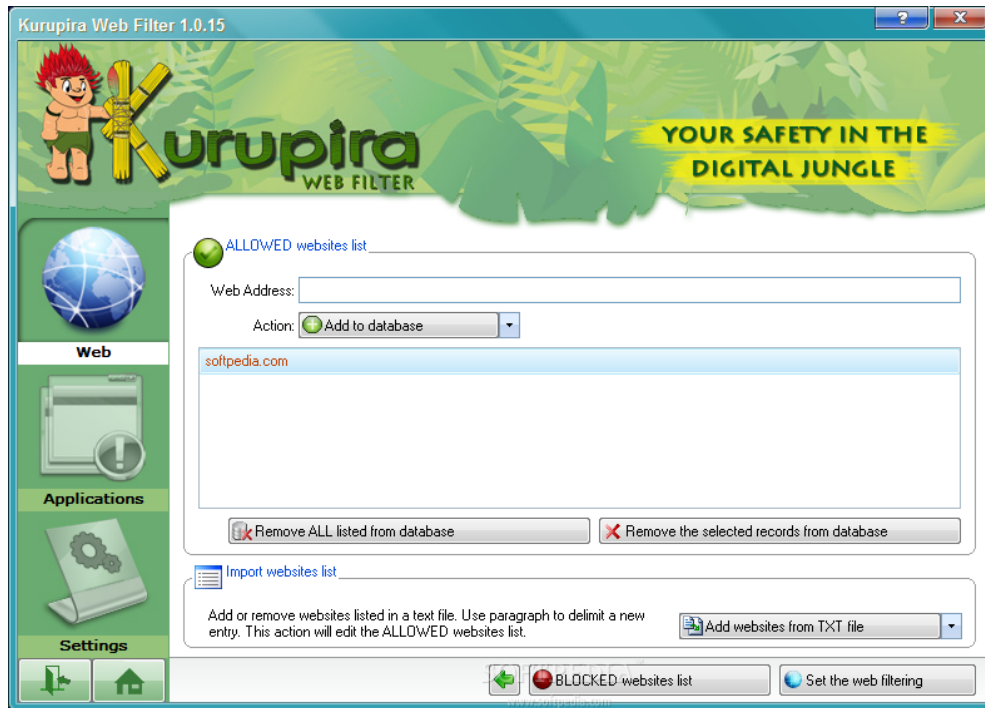 Kurupira Web Filter 1.0.15
?
X
Kurupira
WEB FILTER
YOUR SAFETY IN THE
DIGITAL JUNGLE
ALLOWED websites list
Web Address:
Action: Add to database
softpedia.com
Web
Applications
Remove ALL listed from database
Remove the selected records from database
Import websites list
Add or remove websites listed in a text file. Use paragraph to delimit a new
entry. This action will edit the ALLOWED websites list.
Add websites from TXT file
Settings
SOFTPEDIA
BLOCKED websites list
Set the web filtering
www.softpedia.com